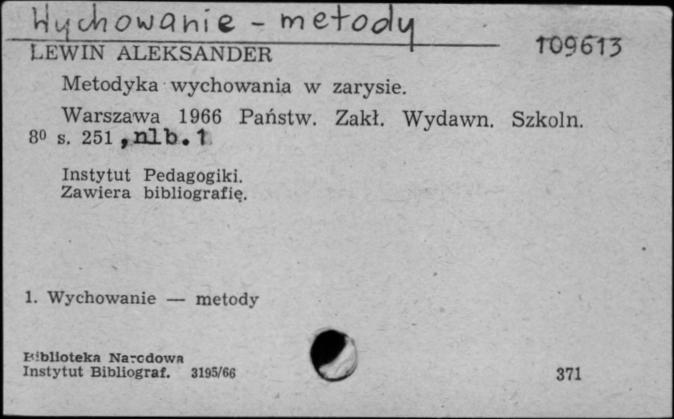 Wychowanie - metody
109613
LEWIN ALEKSANDER
Metodyka wychowania w zarysie.
Warszawa 1966 Państw. Zakł. Wydawn. Szkoln.
8⁰ s. 251, nlb. 1
Instytut Pedagogiki.
Zawiera bibliografię.
1. Wychowanie — metody
Biblioteka Narodowa
Instytut Bibliograf. 3195/66
371